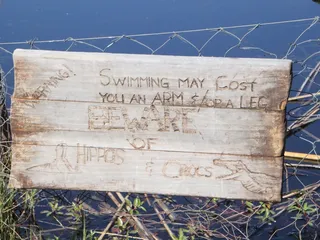 WARNING!
SWIMMING MAY COST
YOU AN ARM &/OR A LEG
BEWARE
OF
HIPPOS
& CROCS